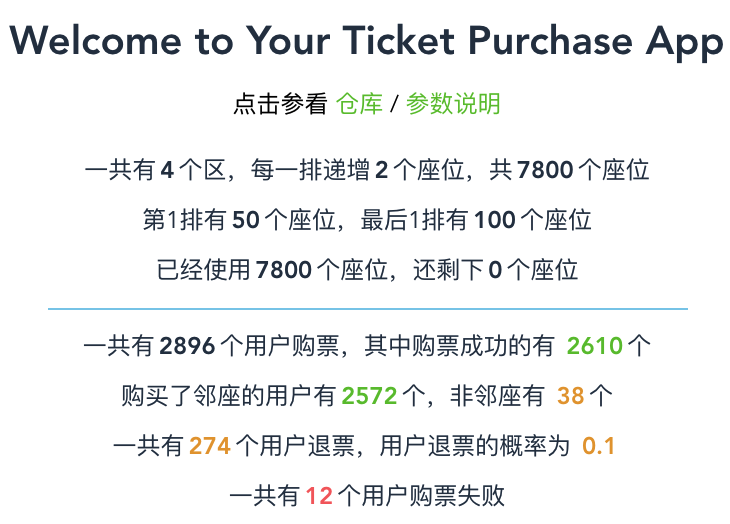 Welcome to Your Ticket Purchase App
点击参看 仓库 / 参数说明
一共有 4 个区，每一排递增 2 个座位，共 7800 个座位
第1排有 50 个座位，最后1排有 100 个座位
已经使用 7800 个座位，还剩下 0 个座位
一共有 2896 个用户购票，其中购票成功的有 2610 个
购买了邻座的用户有 2572 个，非邻座有 38 个
一共有 274 个用户退票，用户退票的概率为 0.1
一共有 12 个用户购票失败